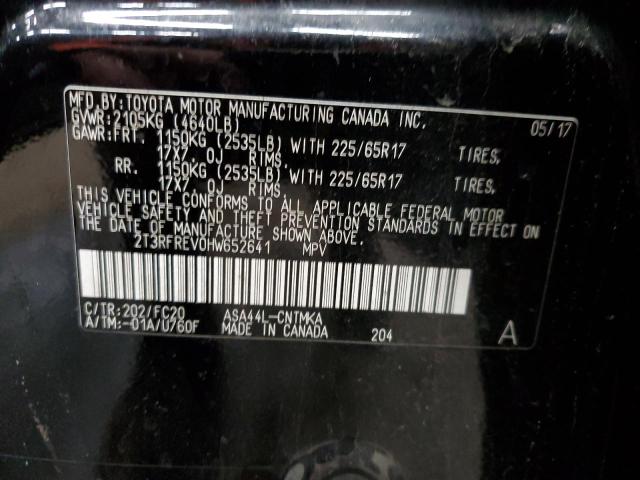 MFD.BY:TOYOTA MOTOR MANUFACTURING CANADA INC. 05/17
GVWR:2105KG (4640LB)
GAWR:FRT. 1150KG (2535LB) WITH 225/65R17 TIRES,
17X7. OJ RIMS.
RR. 1150KG (2535LB) WITH 225/65R17 TIRES,
17X7. OJ RIMS
THIS VEHICLE CONFORMS TO ALL APPLICABLE FEDERAL MOTOR
VEHICLE SAFETY AND THEFT PREVENTION STANDARDS IN EFFECT ON
THE DATE OF MANUFACTURE SHOWN ABOVE.
2T3RFREV0HW652641 MPV
C/TR:202/FC20 ASA44L-CNTMKA
A/TM:-01A/U760F MADE IN CANADA 204 A